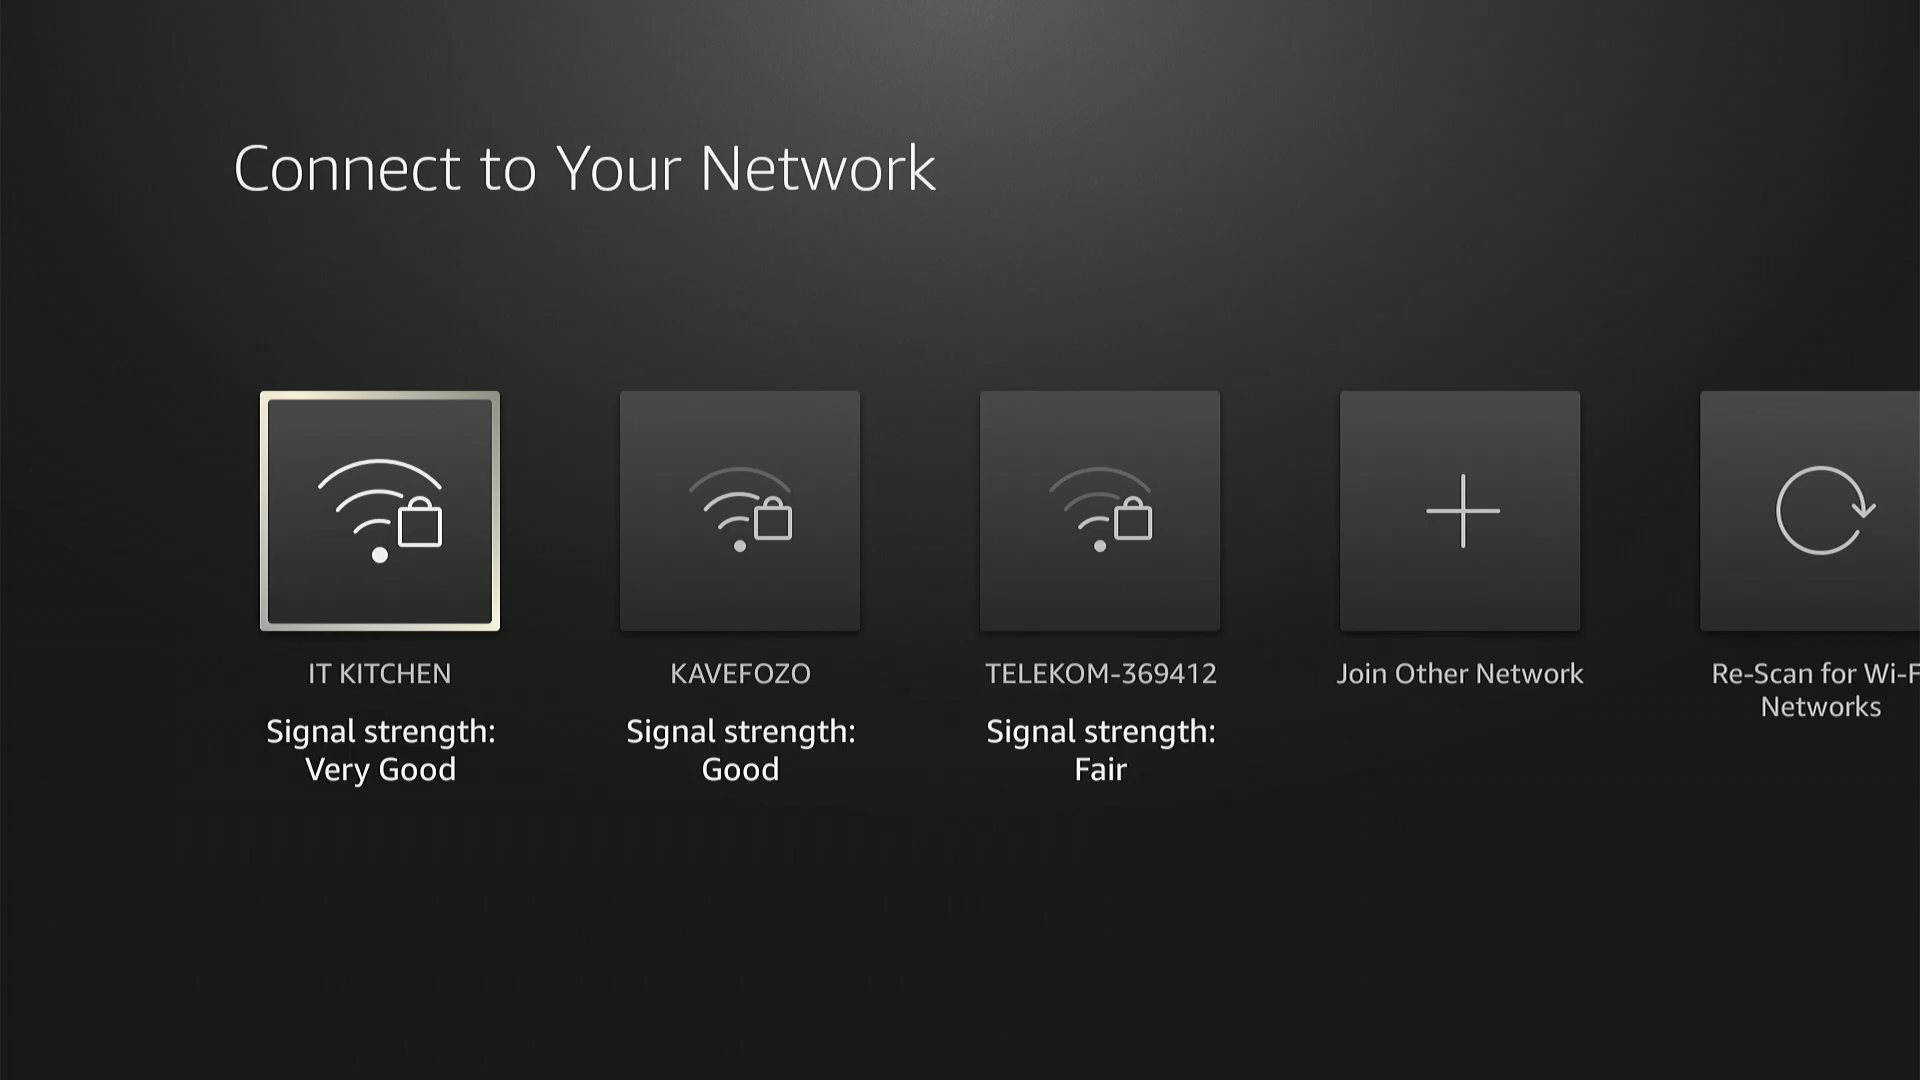 Connect to Your Network
IT KITCHEN
Signal strength:
Very Good
KAVEFOZO
Signal strength:
Good
TELEKOM-369412
Signal strength:
Fair
Join Other Network
Re-Scan for Wi-F
Networks